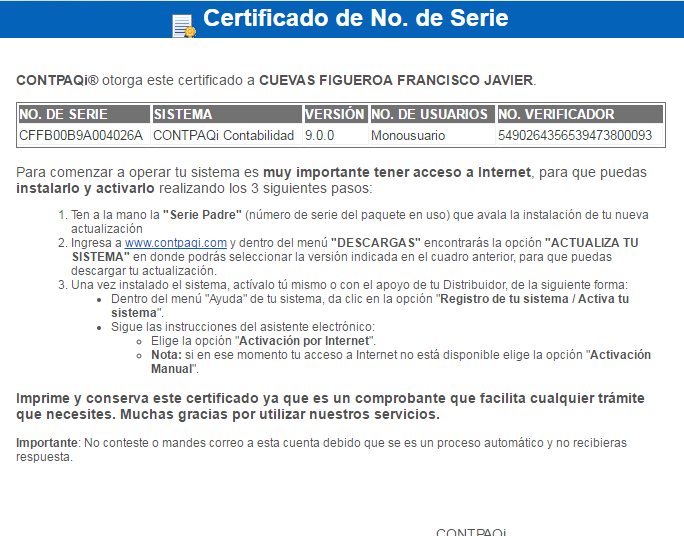 Certificado de No. de Serie
CONTPAQi® otorga este certificado a CUEVAS FIGUEROA FRANCISCO JAVIER.
NO. DE SERIE SISTEMA VERSIÓN NO. DE USUARIOS NO. VERIFICADOR
CFFB00B9A004026A CONTPAQi Contabilidad 9.0.0 Monousuario 5490264356539473800093
Para comenzar a operar tu sistema es muy importante tener acceso a Internet, para que puedas
instalarlo y activarlo realizando los 3 siguientes pasos:
1. Ten a la mano la "Serie Padre" (número de serie del paquete en uso) que avala la instalación de tu nueva
actualización
2. Ingresa a www.contpaqi.com y dentro del menú "DESCARGAS" encontrarás la opción "ACTUALIZA TU
SISTEMA" en donde podrás seleccionar la versión indicada en el cuadro anterior, para que puedas
descargar tu actualización.
3. Una vez instalado el sistema, actívalo tú mismo o con el apoyo de tu Distribuidor, de la siguiente forma:
• Dentro del menú "Ayuda" de tu sistema, da clic en la opción "Registro de tu sistema / Activa tu
sistema".
• Sigue las instrucciones del asistente electrónico:
◦ Elige la opción "Activación por Internet".
◦ Nota: si en ese momento tu acceso a Internet no está disponible elige la opción "Activación
Manual".
Imprime y conserva este certificado ya que es un comprobante que facilita cualquier trámite
que necesites. Muchas gracias por utilizar nuestros servicios.
Importante: No conteste o mandes correo a esta cuenta debido que se es un proceso automático y no recibieras
respuesta.
CONTPAQi